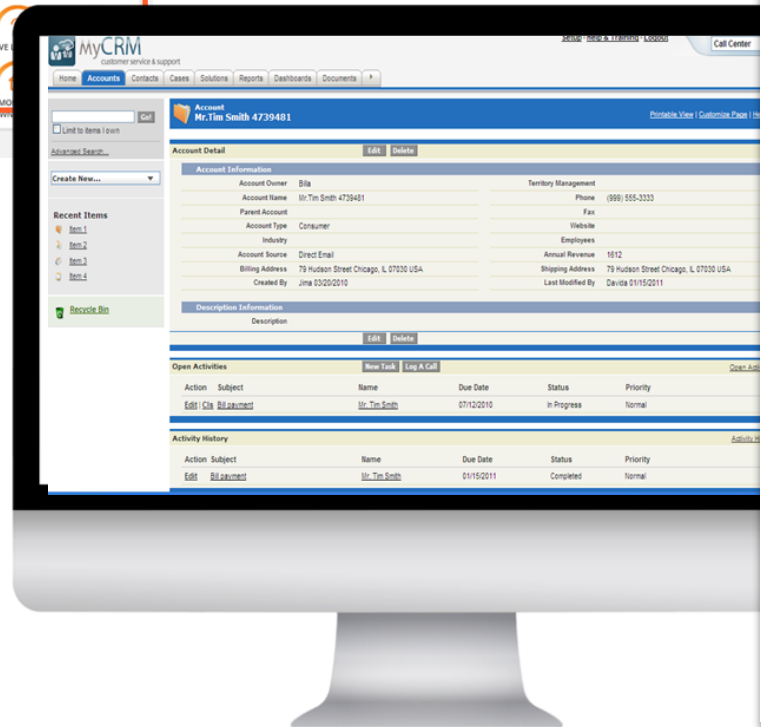 MyCRM
customer service & support
Setup · Help & Training · Logout
Call Center
Home Accounts Contacts Cases Solutions Reports Dashboards Documents
Go!
Limit to items I own
Advanced Search...
Create New...
Recent Items
Item 1
Item 2
Item 3
Item 4
Recycle Bin
Account
Mr.Tim Smith 4739481
Printable View | Customize Page |
Account Detail Edit Delete
Account Information
Account Owner Billa Territory Management
Account Name Mr.Tim Smith 4739481 Phone (999) 555-3333
Parent Account Fax
Account Type Consumer Website
Industry Employees
Account Source Direct Email Annual Revenue 1612
Billing Address 79 Hudson Street Chicago, IL 07030 USA Shipping Address 79 Hudson Street Chicago, IL 07030 USA
Created By Jima 03/20/2010 Last Modified By Davida 01/15/2011
Description Information
Description
Edit Delete
Open Activities New Task Log A Call Open Acti
Action Subject Name Due Date Status Priority
Edit | Cls Bill payment Mr. Tim Smith 07/12/2010 In Progress Normal
Activity History Activity H
Action Subject Name Due Date Status Priority
Edit Bill payment Mr. Tim Smith 01/15/2011 Completed Normal